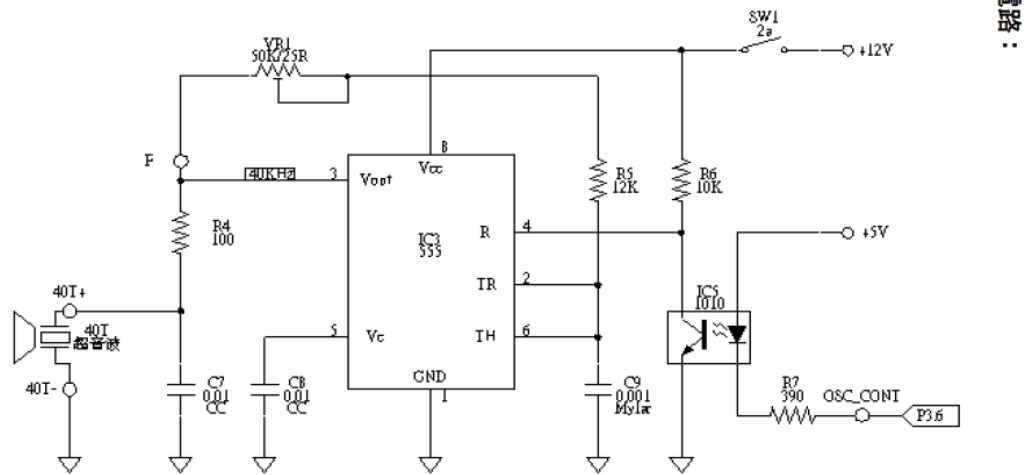 電路：
SW1
2a
+12V
VR1
50K/25R
F
40KHz
3
8
Vcc
Vout
R5
12K
R6
10K
R4
100
IC3
555
R
4
+5V
TR
2
IC5
1010
40T+
40T
超音波
40T-
5
Vc
TH
6
GND
1
C7
0.01
CC
C8
0.01
CC
C9
0.001
Mylar
R7
390
OSC_CONT
P3.6